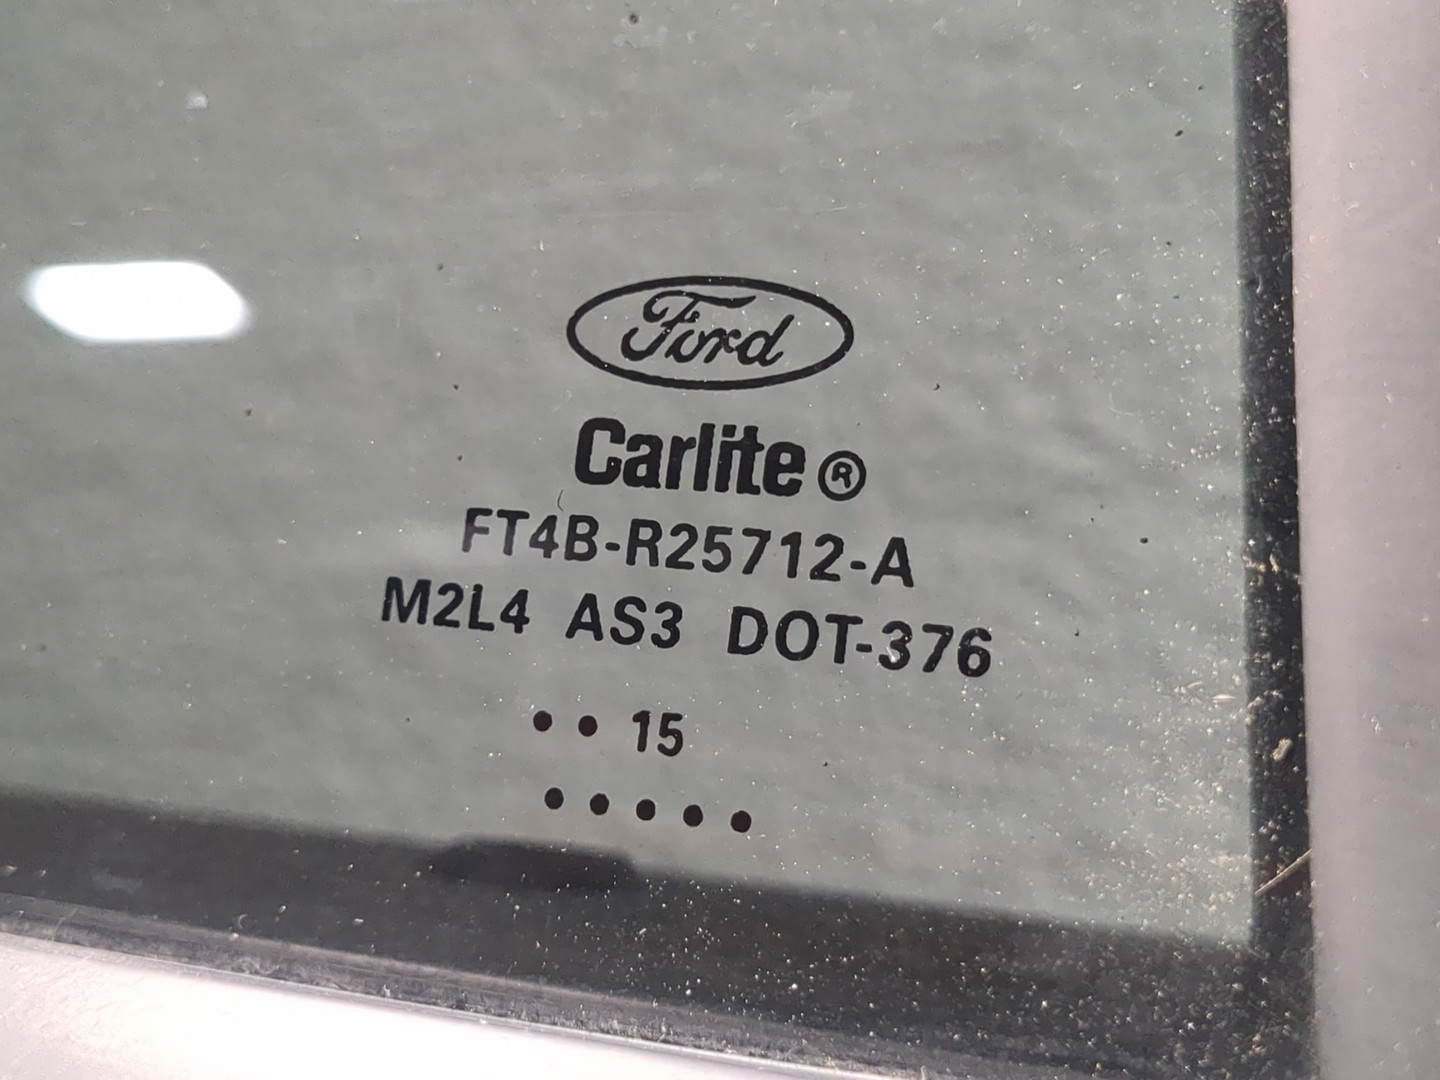 Ford
Carlite®
FT4B-R25712-A
M2L4 AS3 DOT-376
• • 15
• • • • •